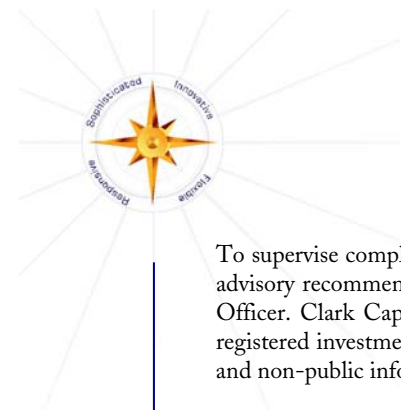 Sophisticated
Innovative
Responsive
Flexible
To supervise compl
advisory recommen
Officer. Clark Cap
registered investme
and non-public info